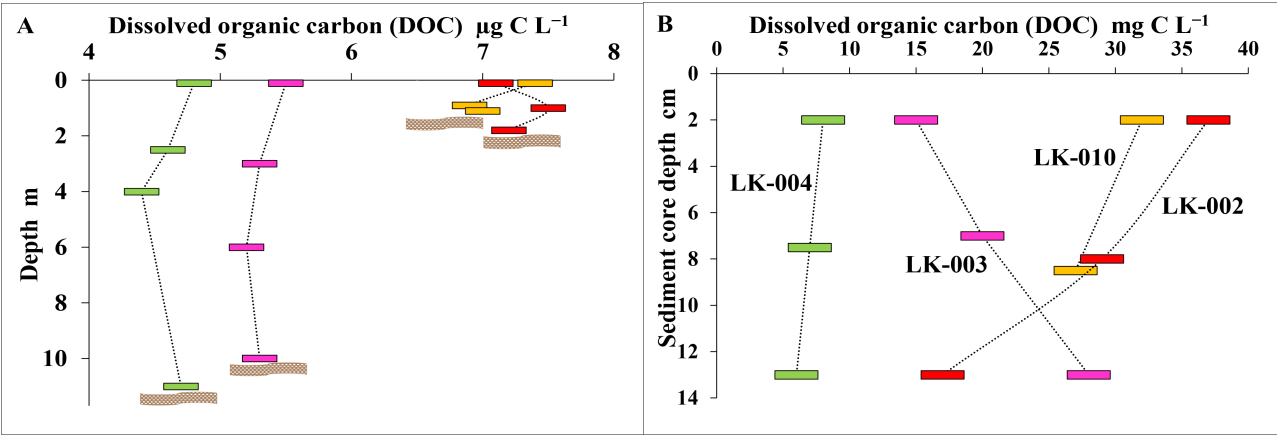 A
Dissolved organic carbon (DOC) µg C L⁻¹
4 5 6 7 8
0
2
4
6
8
10
Depth m
B
Dissolved organic carbon (DOC) mg C L⁻¹
0 5 10 15 20 25 30 35 40
0
2
4
6
8
10
12
14
Sediment core depth cm
LK-010
LK-004
LK-002
LK-003